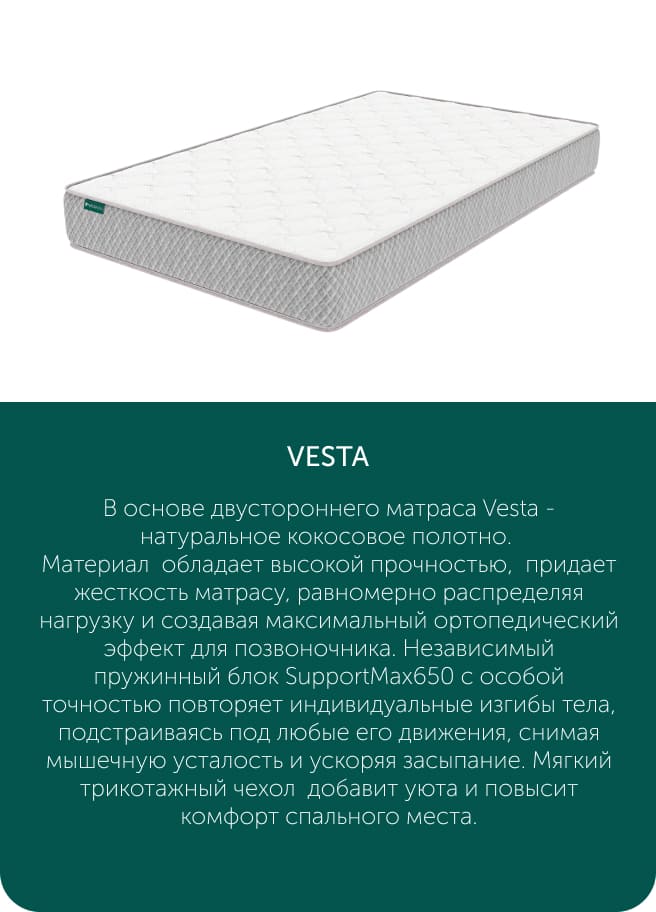 VESTA
В основе двустороннего матраса Vesta -
натуральное кокосовое полотно.
Материал  обладает высокой прочностью,  придает
жесткость матрасу, равномерно распределяя
нагрузку и создавая максимальный ортопедический
эффект для позвоночника. Независимый
пружинный блок SupportMax650 с особой
точностью повторяет индивидуальные изгибы тела,
подстраиваясь под любые его движения, снимая
мышечную усталость и ускоряя засыпание. Мягкий
трикотажный чехол  добавит уюта и повысит
комфорт спального места.